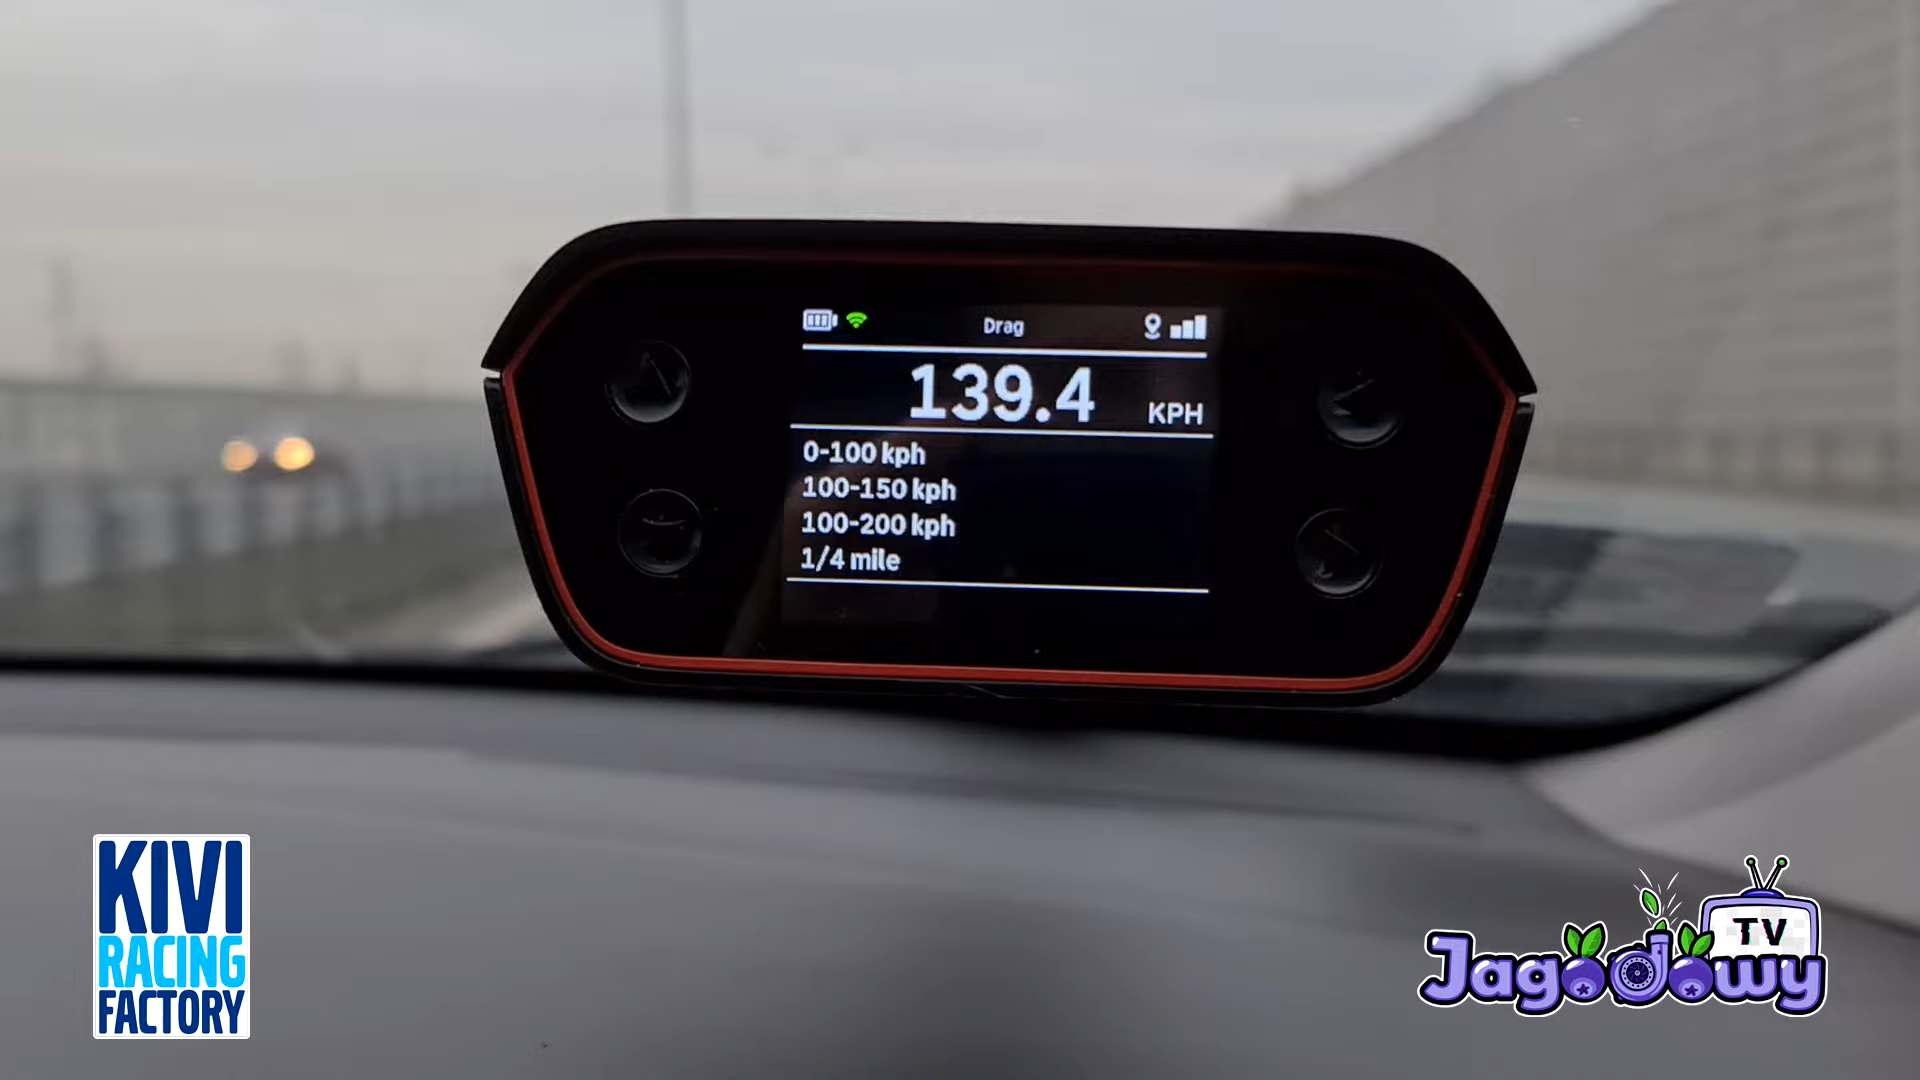 Drag
139.4 KPH
0-100 kph
100-150 kph
100-200 kph
1/4 mile
KIVI
RACING
FACTORY
TV
Jagodowy